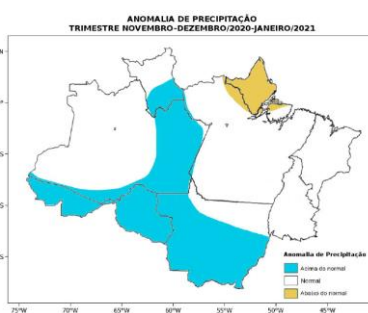 ANOMALIA DE PRECIPITAÇÃO
TRIMESTRE NOVEMBRO-DEZEMBRO/2020-JANEIRO/2021
Anomalia de Precipitação
Acima do normal
Normal
Abaixo do normal
75°W 70°W 65°W 60°W 55°W 50°W 45°W